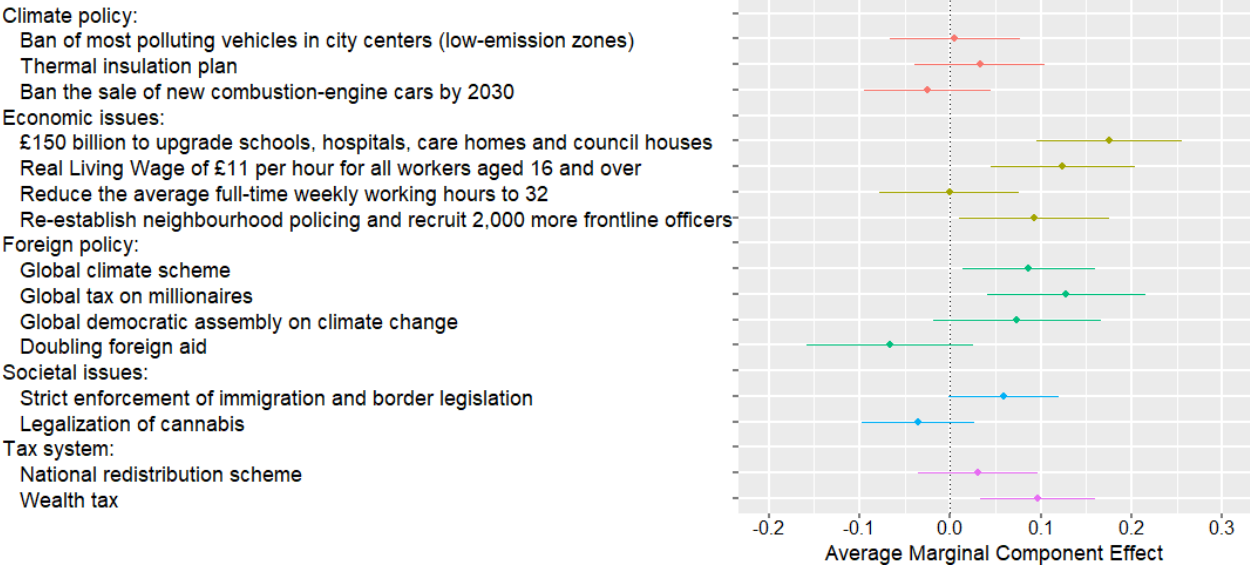 Climate policy:
Ban of most polluting vehicles in city centers (low-emission zones)
Thermal insulation plan
Ban the sale of new combustion-engine cars by 2030
Economic issues:
£150 billion to upgrade schools, hospitals, care homes and council houses
Real Living Wage of £11 per hour for all workers aged 16 and over
Reduce the average full-time weekly working hours to 32
Re-establish neighbourhood policing and recruit 2,000 more frontline officers
Foreign policy:
Global climate scheme
Global tax on millionaires
Global democratic assembly on climate change
Doubling foreign aid
Societal issues:
Strict enforcement of immigration and border legislation
Legalization of cannabis
Tax system:
National redistribution scheme
Wealth tax
-0.2 -0.1 0.0 0.1 0.2 0.3
Average Marginal Component Effect